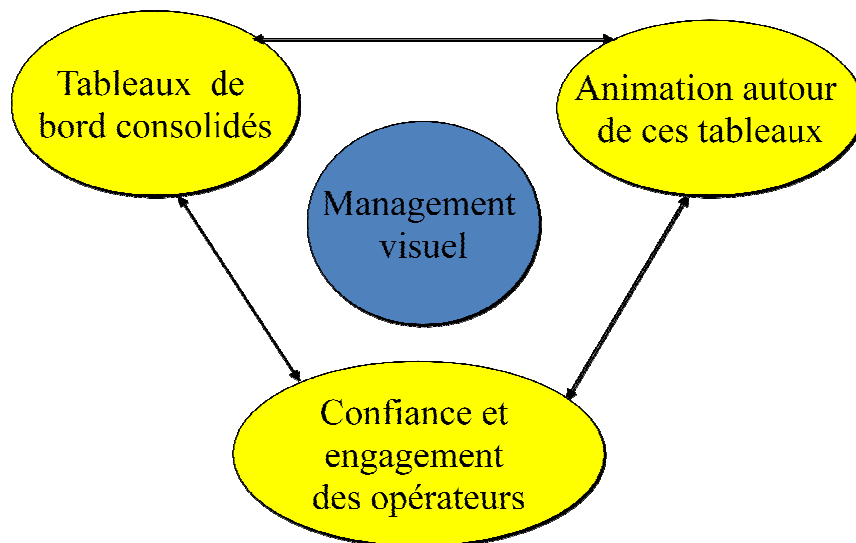 Tableaux de
bord consolidés
Animation autour
de ces tableaux
Management
visuel
Confiance et
engagement
des opérateurs